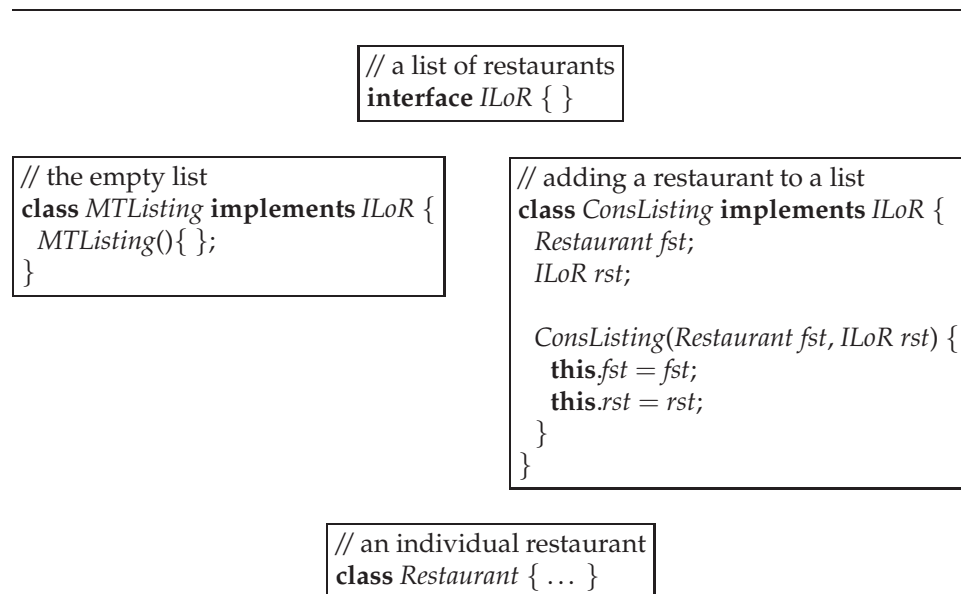 // a list of restaurants
interface ILoR { }
// the empty list
class MTListing implements ILoR {
MTListing(){ };
}
// adding a restaurant to a list
class ConsListing implements ILoR {
Restaurant fst;
ILoR rst;
ConsListing(Restaurant fst, ILoR rst) {
this.fst = fst;
this.rst = rst;
}
}
// an individual restaurant
class Restaurant { ... }